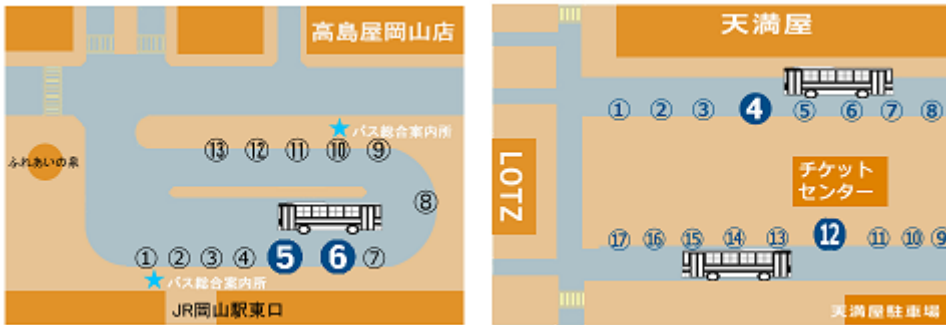 高島屋岡山店
バス総合案内所
⑬ ⑫ ⑪ ⑩ ⑨
ふれあいの泉
⑧
① ② ③ ④ 5 6 ⑦
バス総合案内所
JR岡山駅東口
天満屋
① ② ③ 4 ⑤ ⑥ ⑦ ⑧
LOTZ
チケット
センター
⑰ ⑯ ⑮ ⑭ ⑬ 12 ⑪ ⑩ ⑨
天満屋駐車場